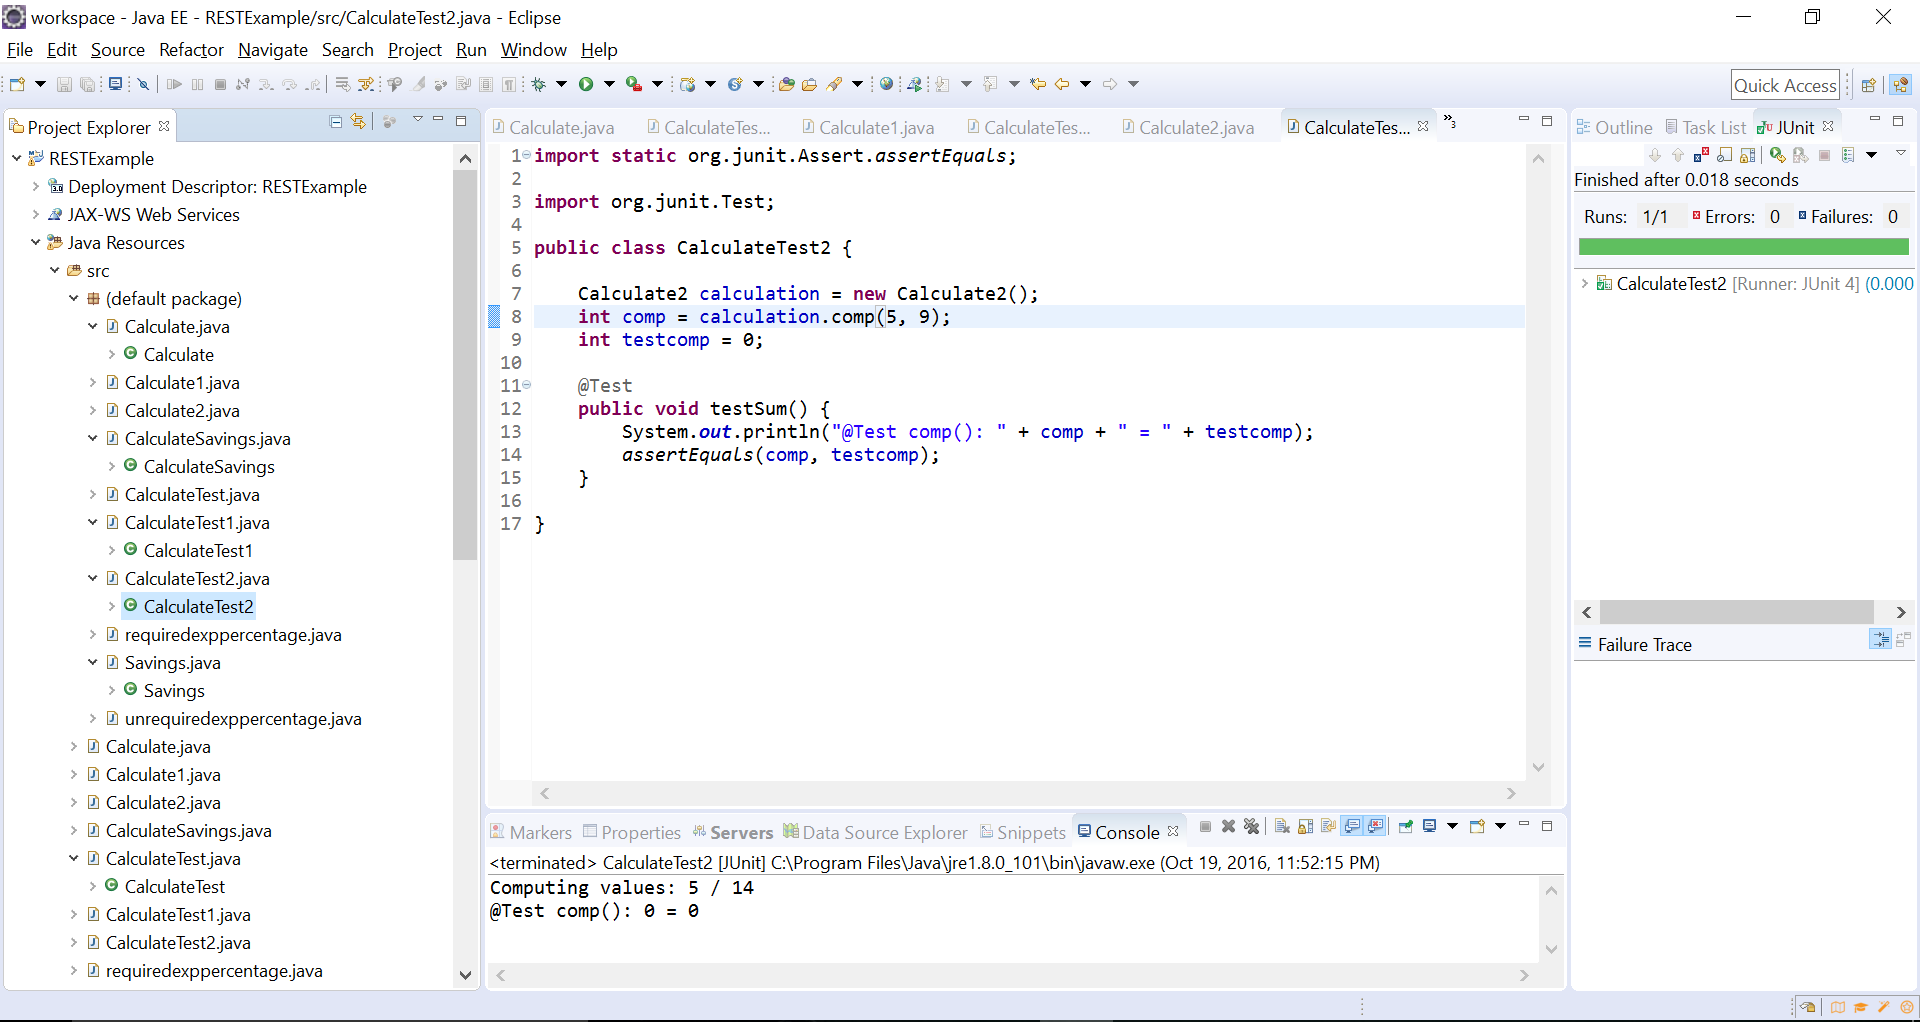 workspace - Java EE - RESTExample/src/CalculateTest2.java - Eclipse
File Edit Source Refactor Navigate Search Project Run Window Help
Quick Access
Project Explorer
RESTExample
Deployment Descriptor: RESTExample
JAX-WS Web Services
Java Resources
src
(default package)
Calculate.java
Calculate
Calculate1.java
Calculate2.java
CalculateSavings.java
CalculateSavings
CalculateTest.java
CalculateTest1.java
CalculateTest1
CalculateTest2.java
CalculateTest2
requiredexppercentage.java
Savings.java
Savings
unrequiredexppercentage.java
Calculate.java
Calculate1.java
Calculate2.java
CalculateSavings.java
CalculateTest.java
CalculateTest
CalculateTest1.java
CalculateTest2.java
requiredexppercentage.java
Calculate.java CalculateTes... Calculate1.java CalculateTes... Calculate2.java CalculateTes... »3
1 import static org.junit.Assert.assertEquals;
2
3 import org.junit.Test;
4
5 public class CalculateTest2 {
6
7 Calculate2 calculation = new Calculate2();
8 int comp = calculation.comp(5, 9);
9 int testcomp = 0;
10
11 @Test
12 public void testSum() {
13 System.out.println("@Test comp(): " + comp + " = " + testcomp);
14 assertEquals(comp, testcomp);
15 }
16
17 }
Markers Properties Servers Data Source Explorer Snippets Console
<terminated> CalculateTest2 [JUnit] C:\Program Files\Java\jre1.8.0_101\bin\javaw.exe (Oct 19, 2016, 11:52:15 PM)
Computing values: 5 / 14
@Test comp(): 0 = 0
Outline Task List JUnit
Finished after 0.018 seconds
Runs: 1/1 Errors: 0 Failures: 0
CalculateTest2 [Runner: JUnit 4] (0.000
Failure Trace